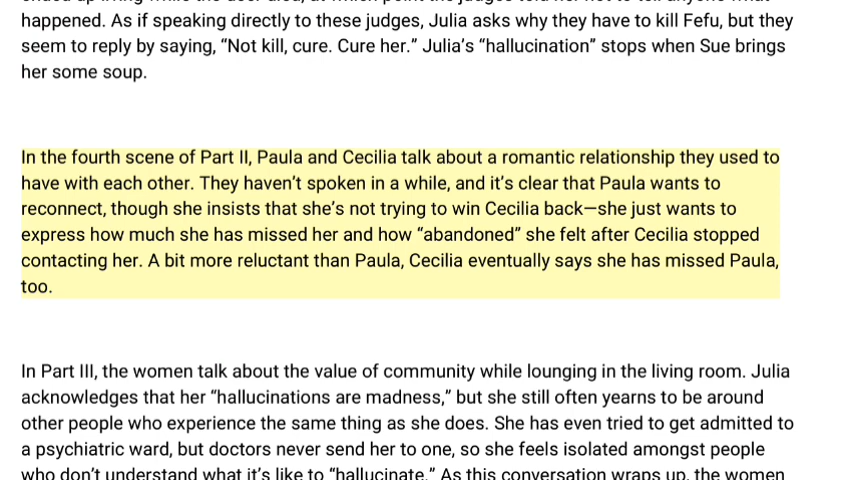 happened. As if speaking directly to these judges, Julia asks why they have to kill Fefu, but they
seem to reply by saying, “Not kill, cure. Cure her.” Julia’s “hallucination” stops when Sue brings
her some soup.
In the fourth scene of Part II, Paula and Cecilia talk about a romantic relationship they used to
have with each other. They haven’t spoken in a while, and it’s clear that Paula wants to
reconnect, though she insists that she’s not trying to win Cecilia back—she just wants to
express how much she has missed her and how “abandoned” she felt after Cecilia stopped
contacting her. A bit more reluctant than Paula, Cecilia eventually says she has missed Paula,
too.
In Part III, the women talk about the value of community while lounging in the living room. Julia
acknowledges that her “hallucinations are madness,” but she still often yearns to be around
other people who experience the same thing as she does. She has even tried to get admitted to
a psychiatric ward, but doctors never send her to one, so she feels isolated amongst people
who don’t understand what it’s like to “hallucinate.” As this conversation wraps up, the women